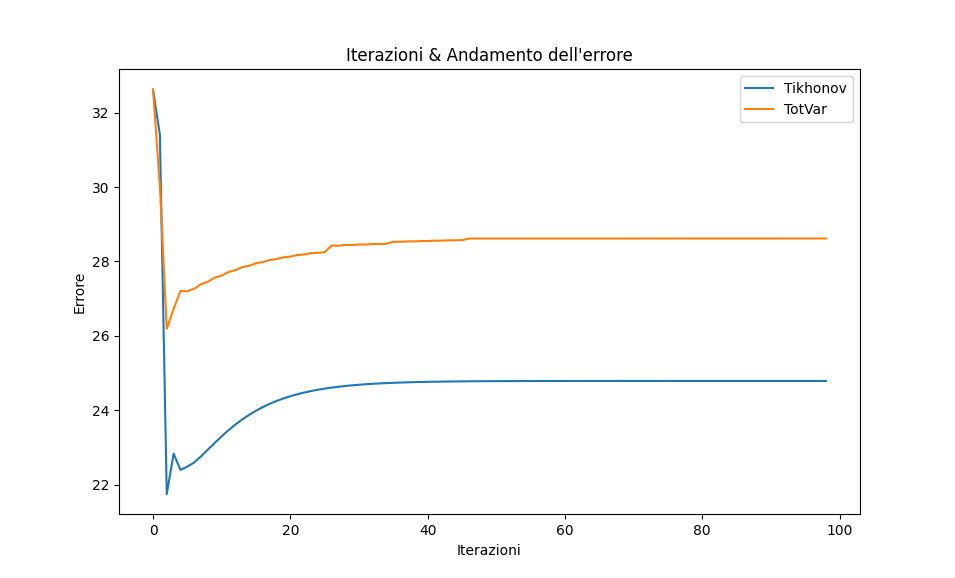 Iterazioni & Andamento dell'errore
Tikhonov
TotVar
32
30
28
26
24
22
Errore
0
20
40
60
80
100
Iterazioni